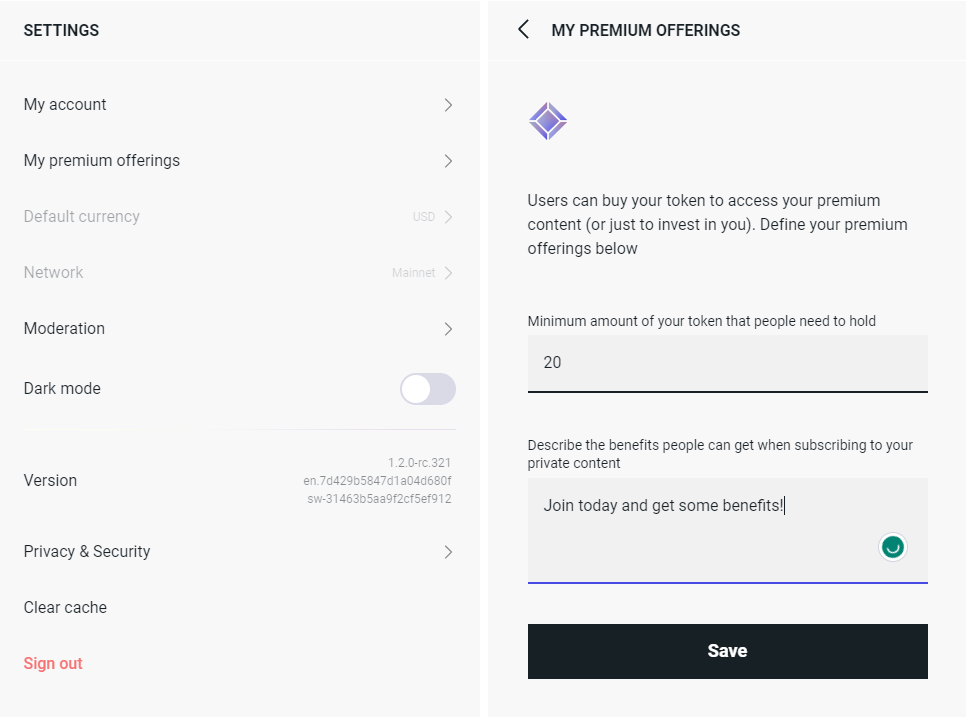 SETTINGS
My account
My premium offerings
Default currency
USD
Network
Mainnet
Moderation
Dark mode
Version
1.2.0-rc.321
en.7d429b5847d1a04d680f
sw-31463b5aa9f2cf5ef912
Privacy & Security
Clear cache
Sign out
MY PREMIUM OFFERINGS
Users can buy your token to access your premium
content (or just to invest in you). Define your premium
offerings below
Minimum amount of your token that people need to hold
20
Describe the benefits people can get when subscribing to your
private content
Join today and get some benefits!
Save